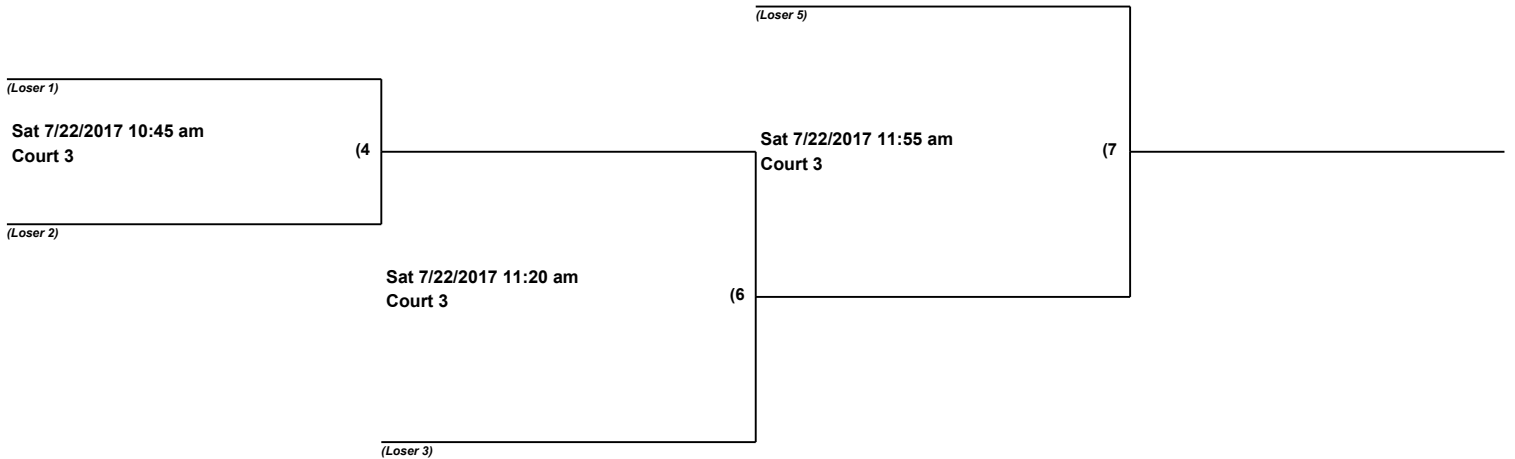 (Loser 5)
(Loser 1)
Sat 7/22/2017 10:45 am
Court 3
(4
Sat 7/22/2017 11:55 am
Court 3
(7
(Loser 2)
Sat 7/22/2017 11:20 am
Court 3
(6
(Loser 3)